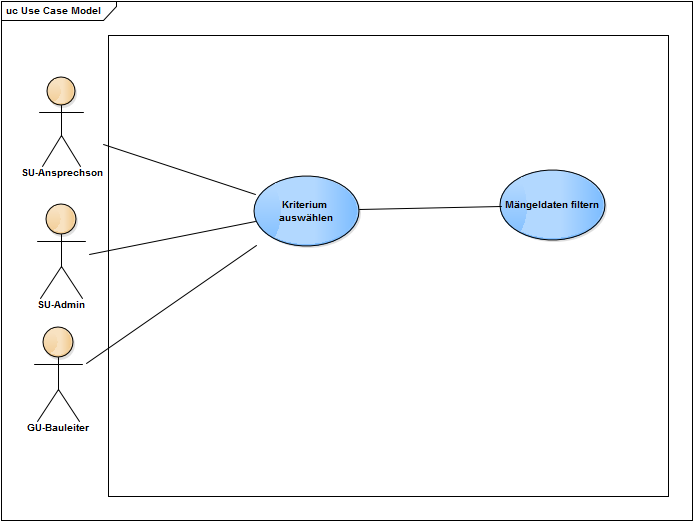 uc Use Case Model
SU-Ansprechson
Kriterium
auswählen
Mängeldaten filtern
SU-Admin
GU-Bauleiter